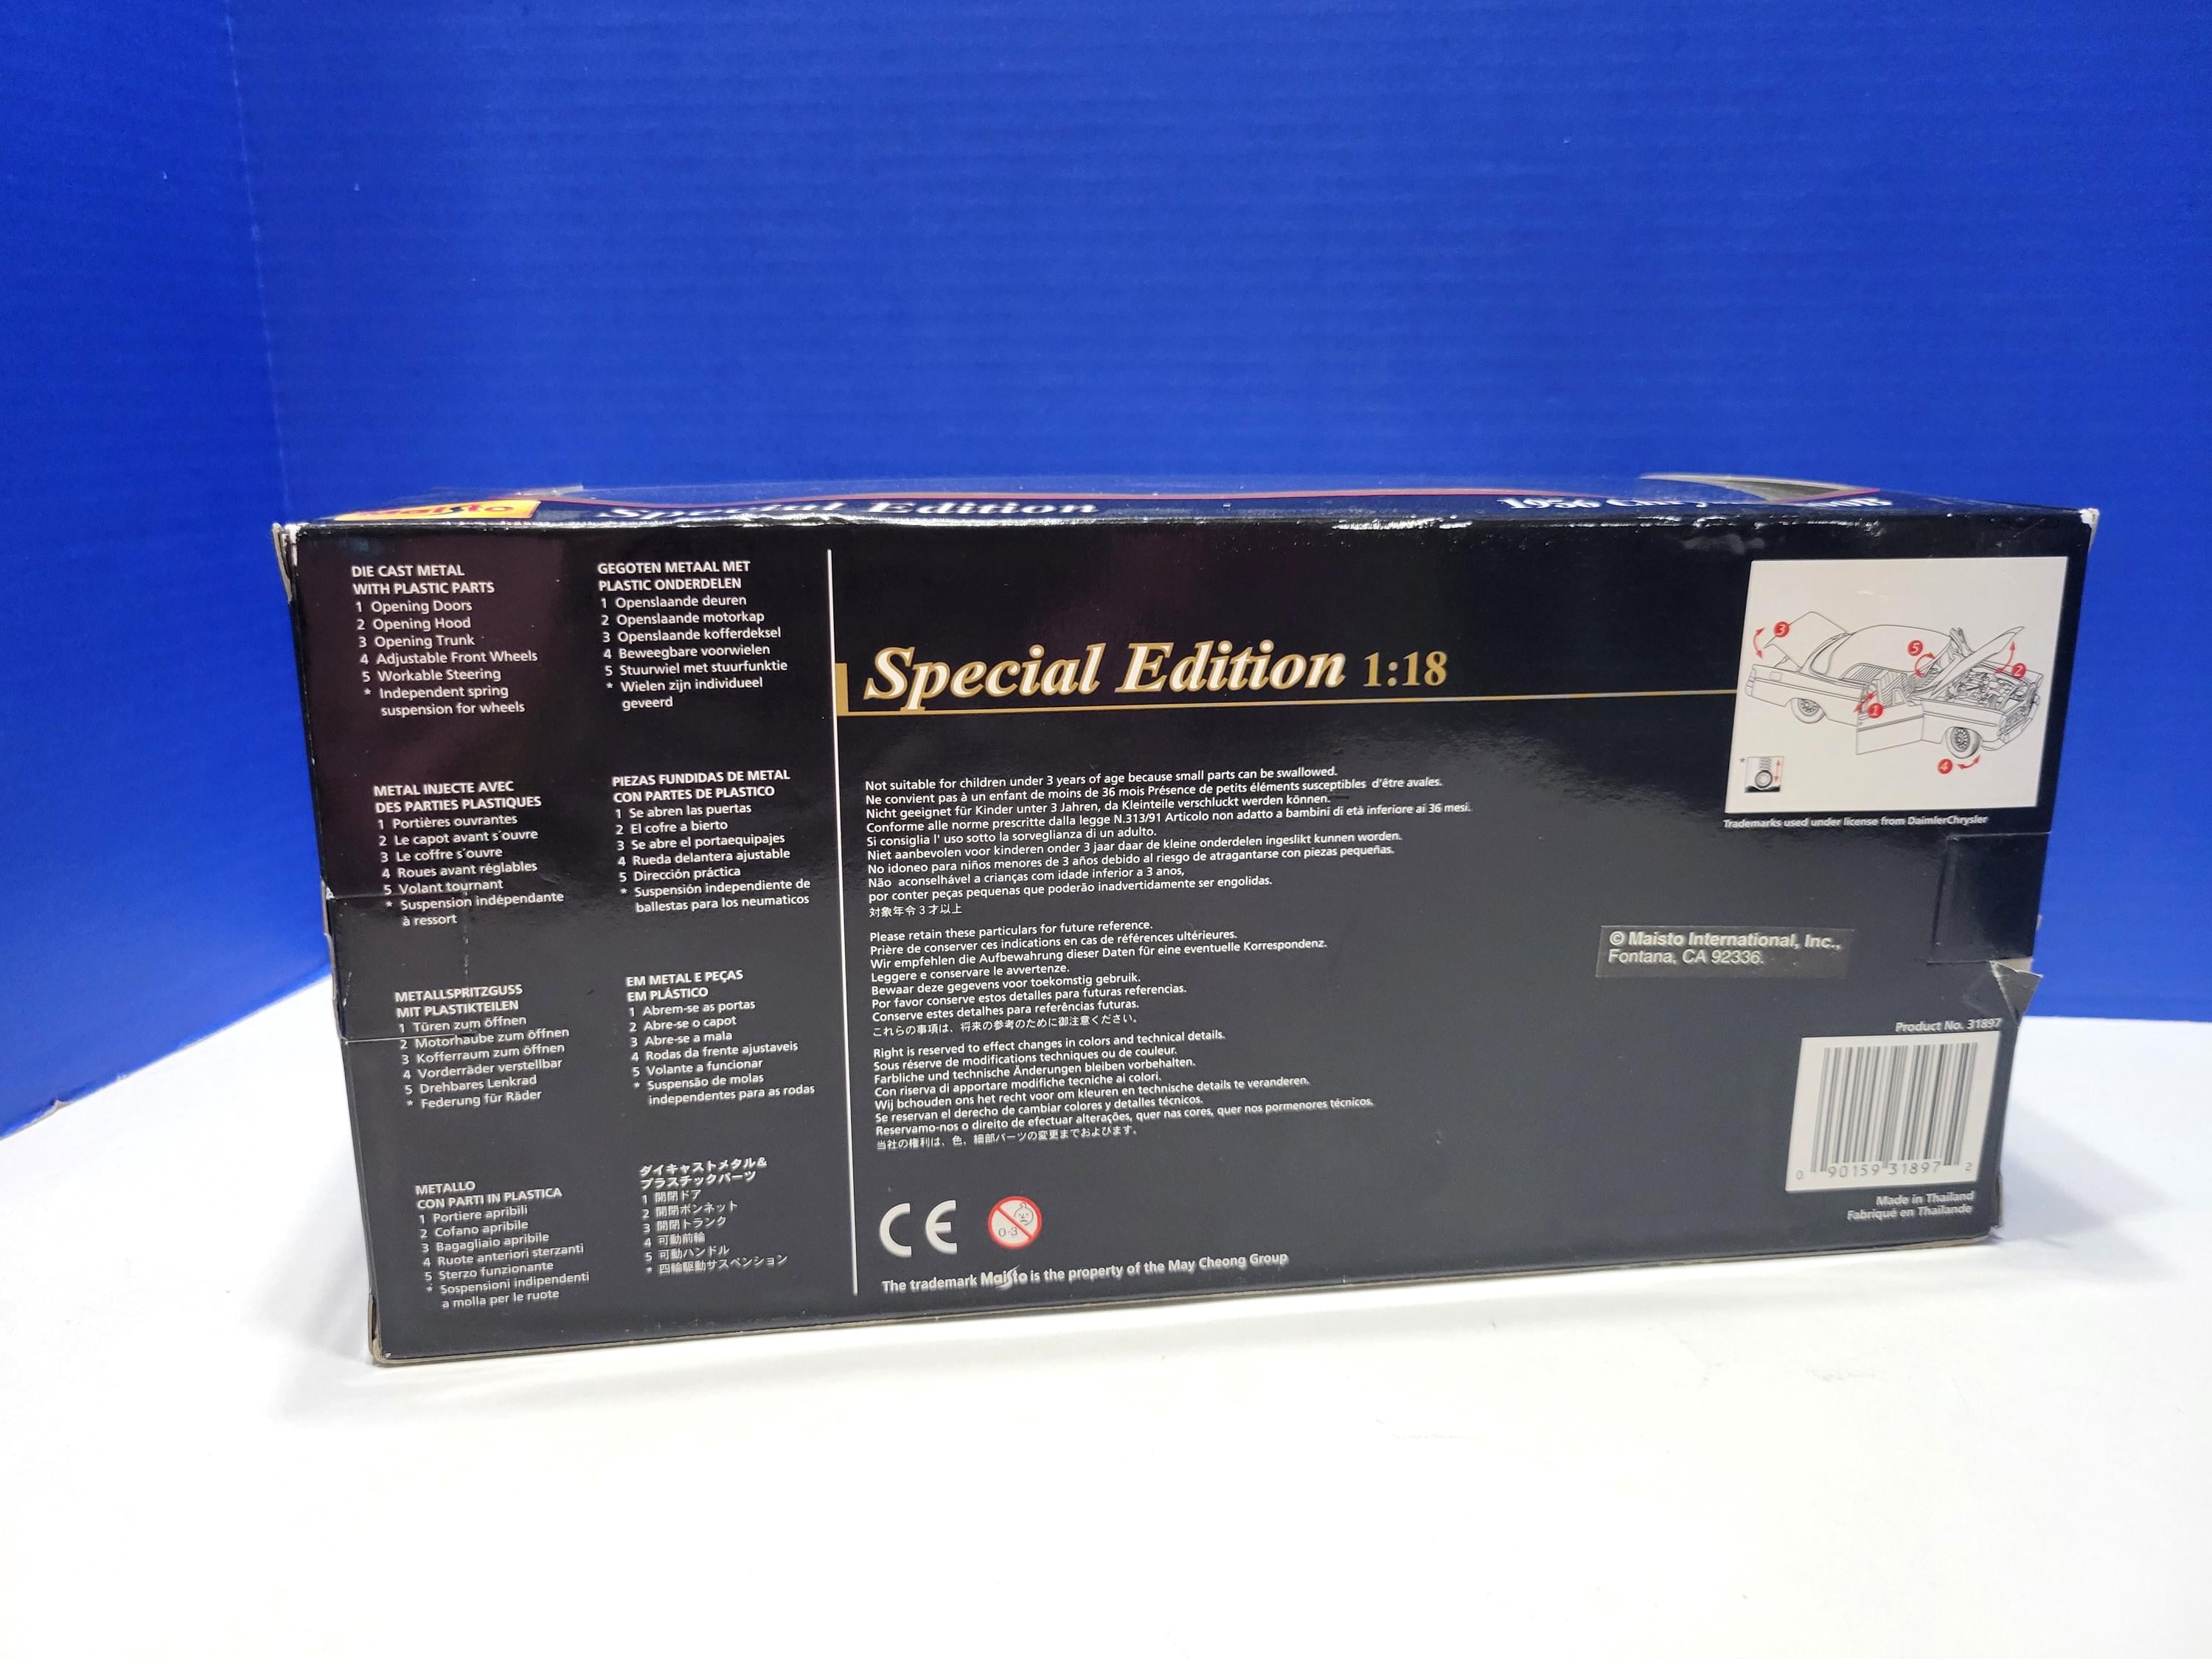 Maisto
Special Edition
1956
DIE CAST METAL
WITH PLASTIC PARTS
1 Opening Doors
2 Opening Hood
3 Opening Trunk
4 Adjustable Front Wheels
5 Workable Steering
* Independent spring
suspension for wheels
GEGOTEN METAAL MET
PLASTIC ONDERDELEN
1 Openslaande deuren
2 Openslaande motorkap
3 Openslaande kofferdeksel
4 Beweegbare voorwielen
5 Stuurwiel met stuurfunktie
* Wielen zijn individueel
geveerd
METAL INJECTE AVEC
DES PARTIES PLASTIQUES
1 Portières ouvrantes
2 Le capot avant s'ouvre
3 Le coffre s'ouvre
4 Roues avant réglables
5 Volant tournant
* Suspension indépendante
à ressort
PIEZAS FUNDIDAS DE METAL
CON PARTES DE PLASTICO
1 Se abren las puertas
2 El cofre a bierto
3 Se abre el portaequipajes
4 Rueda delantera ajustable
5 Dirección práctica
* Suspensión independiente de
ballestas para los neumaticos
METALLSPRITZGUSS
MIT PLASTIKTEILEN
1 Türen zum öffnen
2 Motorhaube zum öffnen
3 Kofferraum zum öffnen
4 Vorderräder verstellbar
5 Drehbares Lenkrad
* Federung für Räder
EM METAL E PEÇAS
EM PLÁSTICO
1 Abrem-se as portas
2 Abre-se o capot
3 Abre-se a mala
4 Rodas da frente ajustaveis
5 Volante a funcionar
* Suspensão de molas
independentes para as rodas
METALLO
CON PARTI IN PLASTICA
1 Portiere apribili
2 Cofano apribile
3 Bagagliaio apribile
4 Ruote anteriori sterzanti
5 Sterzo funzionante
* Sospensioni indipendenti
a molla per le ruote
ダイキャストメタル&
プラスチックパーツ
1 開閉ドア
2 開閉ボンネット
3 開閉トランク
4 可動前輪
5 可動ハンドル
* 四輪駆動サスペンション
Special Edition 1:18
Not suitable for children under 3 years of age because small parts can be swallowed.
Ne convient pas à un enfant de moins de 36 mois Présence de petits éléments susceptibles d'être avales.
Nicht geeignet für Kinder unter 3 Jahren, da Kleinteile verschluckt werden können.
Conforme alle norme prescritte dalla legge N.313/91 Articolo non adatto a bambini di età inferiore ai 36 mesi.
Si consiglia l' uso sotto la sorveglianza di un adulto.
Niet aanbevolen voor kinderen onder 3 jaar daar de kleine onderdelen ingeslikt kunnen worden.
No idoneo para niños menores de 3 años debido al riesgo de atragantarse con piezas pequeñas.
Não aconselhável a crianças com idade inferior a 3 anos,
por conter peças pequenas que poderão inadvertidamente ser engolidas.
対象年令3才以上
Please retain these particulars for future reference.
Prière de conserver ces indications en cas de références ultérieures.
Wir empfehlen die Aufbewahrung dieser Daten für eine eventuelle Korrespondenz.
Leggere e conservare le avvertenze.
Bewaar deze gegevens voor toekomstig gebruik.
Por favor conserve estos detalles para futuras referencias.
Conserve estes detalhes para referências futuras.
これらの事項は、将来の参考のために御注意ください。
Right is reserved to effect changes in colors and technical details.
Sous réserve de modifications techniques ou de couleur.
Farbliche und technische Änderungen bleiben vorbehalten.
Con riserva di apportare modifiche tecniche ai colori.
Wij bchouden ons het recht voor om kleuren en technische details te veranderen.
Se reservan el derecho de cambiar colores y detalles técnicos.
Reservamo-nos o direito de efectuar alterações, quer nas cores, quer nos pormenores técnicos.
当社の権利は、色、細部パーツの変更までおよびます。
CE
0-3
The trademark Maisto is the property of the May Cheong Group
3
5
2
1
4
*
Trademarks used under license from DaimlerChrysler
© Maisto International, Inc.,
Fontana, CA 92336.
Product No. 31897
0 90159 31897 2
Made in Thailand
Fabriqué en Thaïlande